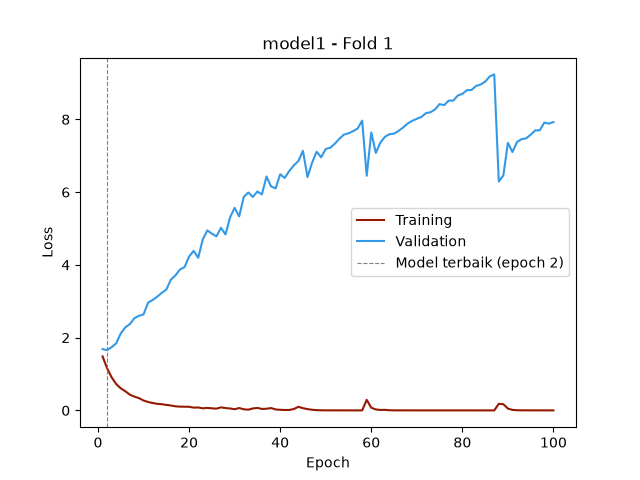 model1 - Fold 1
Loss
8
6
4
2
0
Training
Validation
Model terbaik (epoch 2)
0 20 40 60 80 100
Epoch